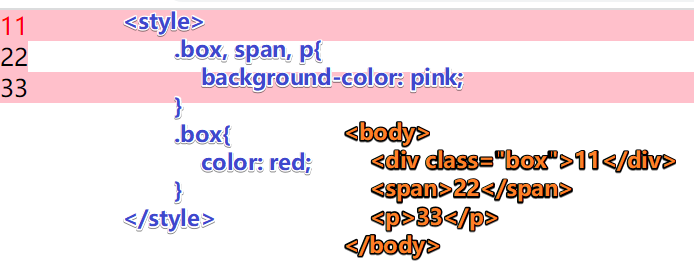 11
22
33
<style>
.box, span, p{
background-color: pink;
}
.box{
color: red;
}
</style>
<body>
<div class="box">11</div>
<span>22</span>
<p>33</p>
</body>